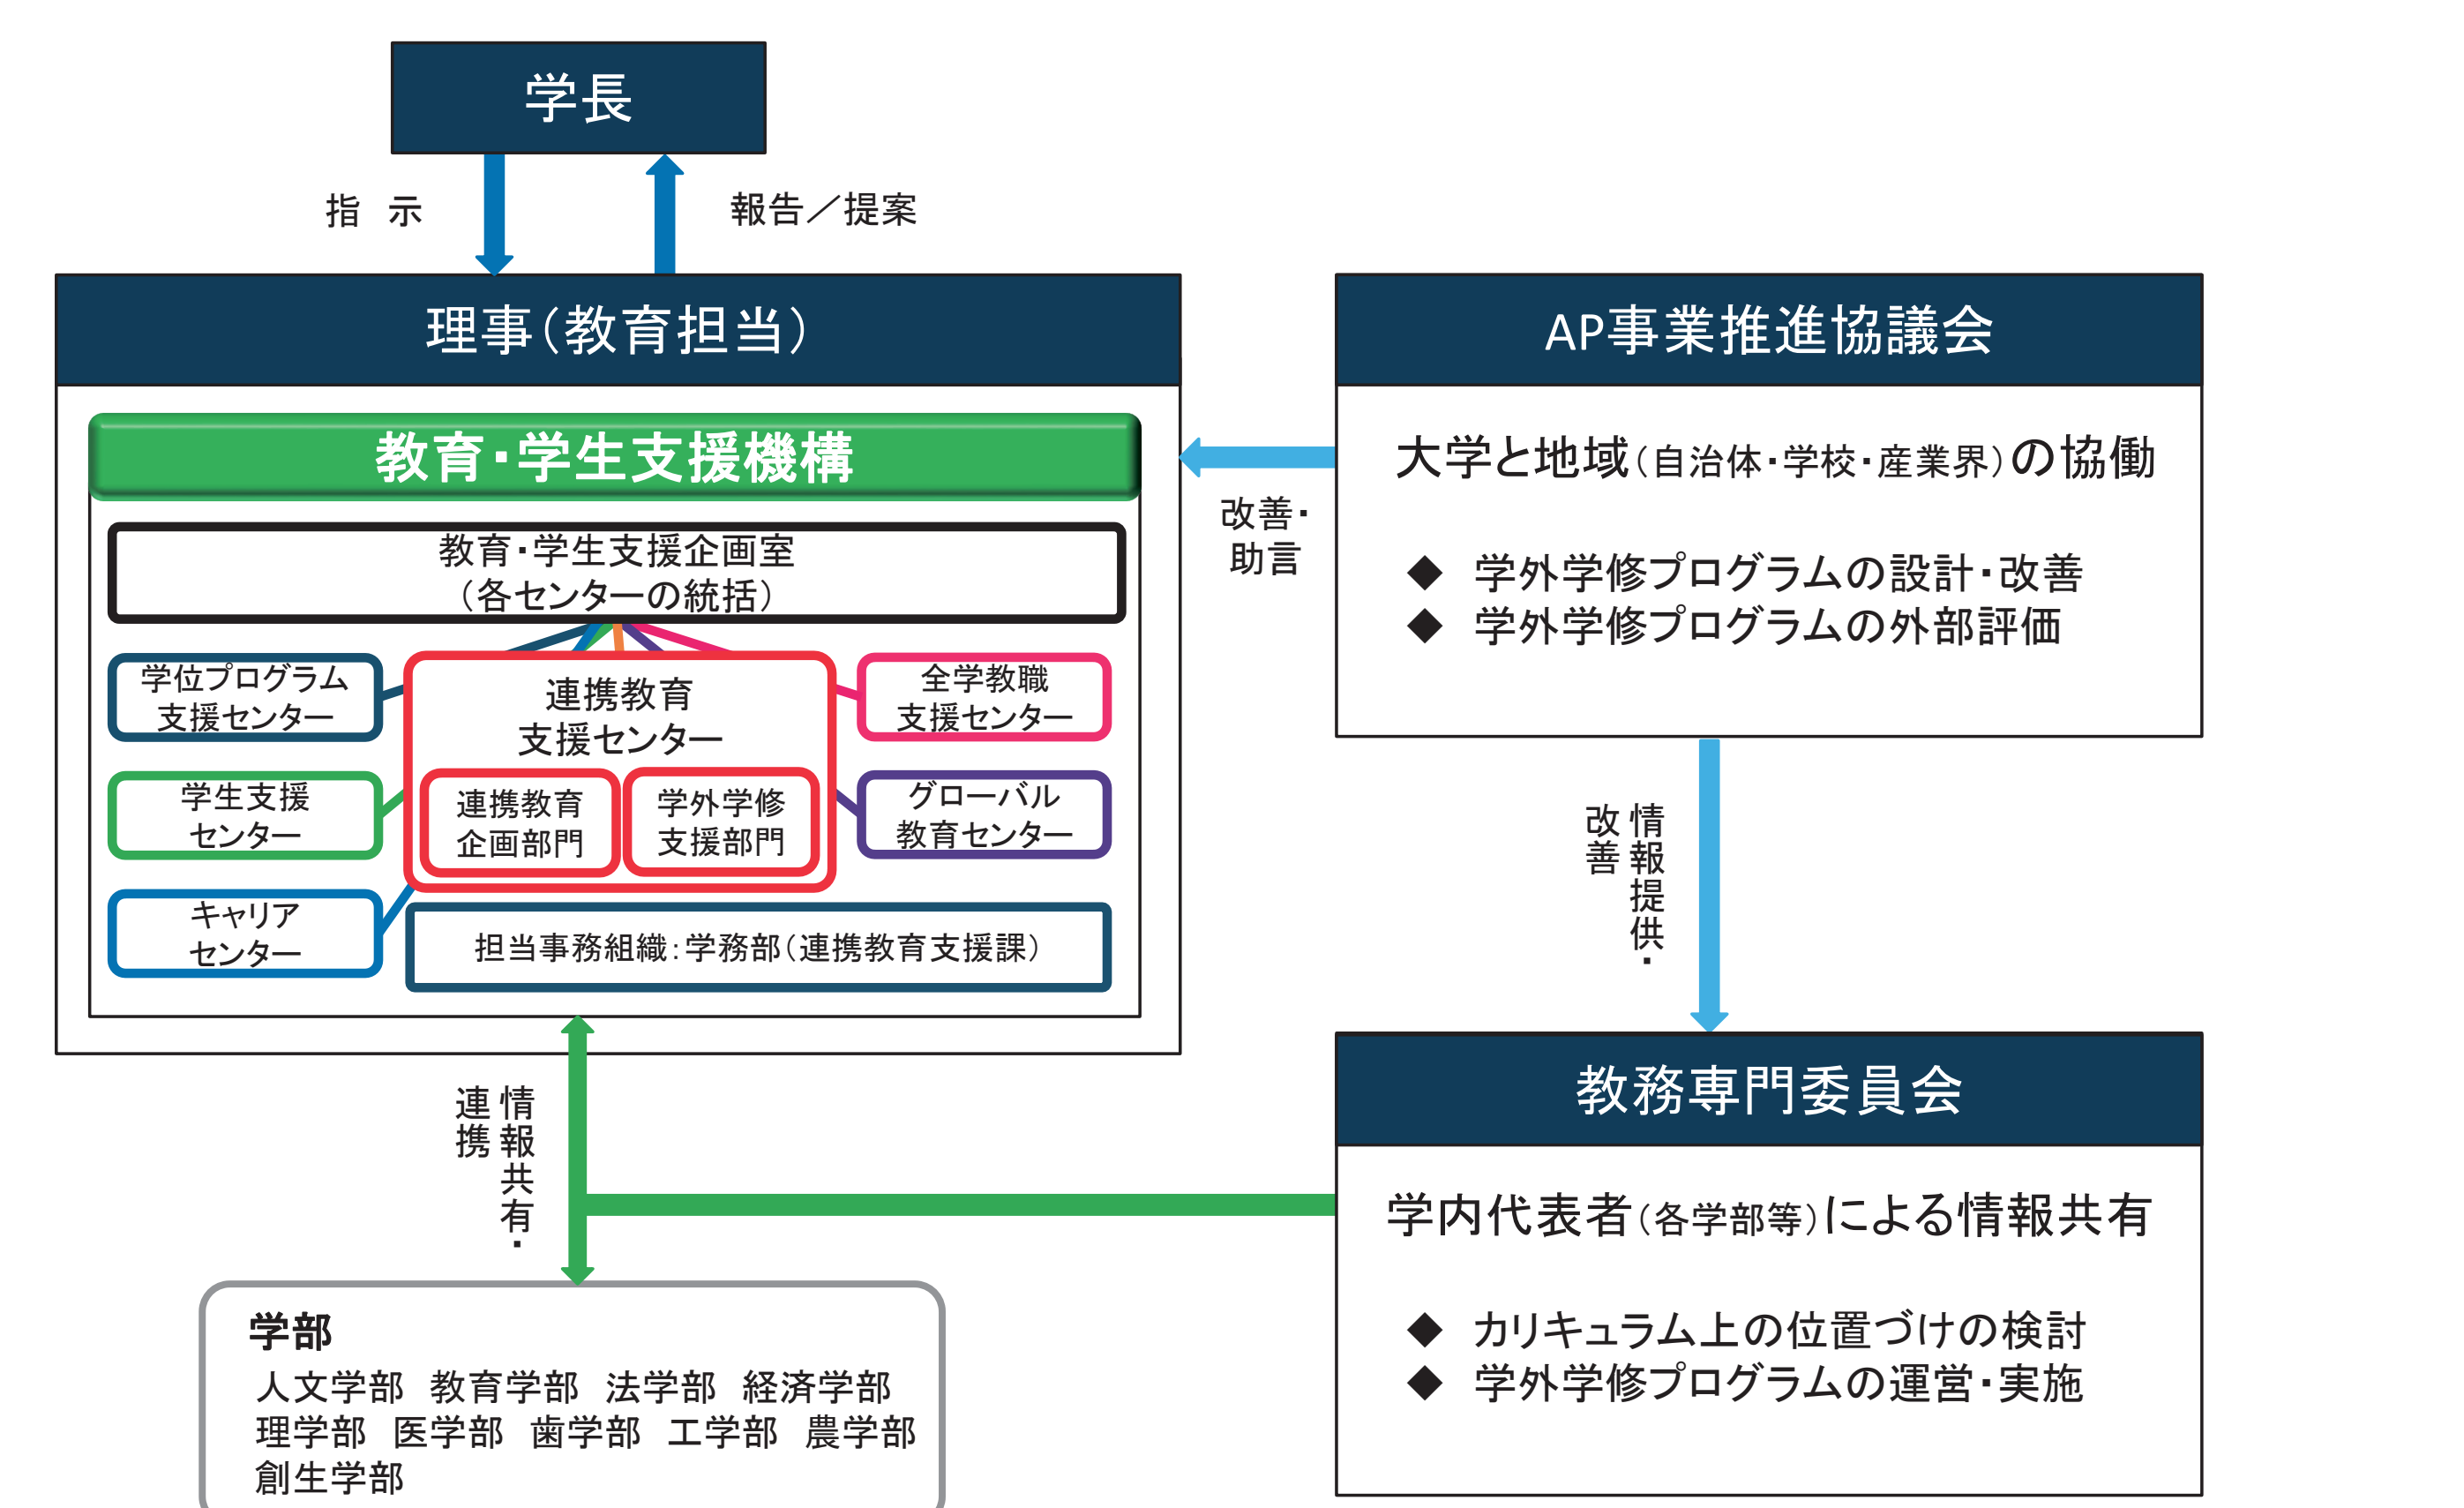 学長
指　示
報告／提案
理事（教育担当）
教育・学生支援機構
教育・学生支援企画室
（各センターの統括）
学位プログラム
支援センター
学生支援
センター
キャリア
センター
連携教育
支援センター
連携教育
企画部門
学外学修
支援部門
全学教職
支援センター
グローバル
教育センター
担当事務組織：学務部（連携教育支援課）
改善・
助言
AP事業推進協議会
大学と地域（自治体・学校・産業界）の協働
◆　学外学修プログラムの設計・改善
◆　学外学修プログラムの外部評価
情報提供・
改善
教務専門委員会
学内代表者（各学部等）による情報共有
◆　カリキュラム上の位置づけの検討
◆　学外学修プログラムの運営・実施
情報共有・
連携
学部
人文学部　教育学部　法学部　経済学部
理学部　医学部　歯学部　工学部　農学部
創生学部